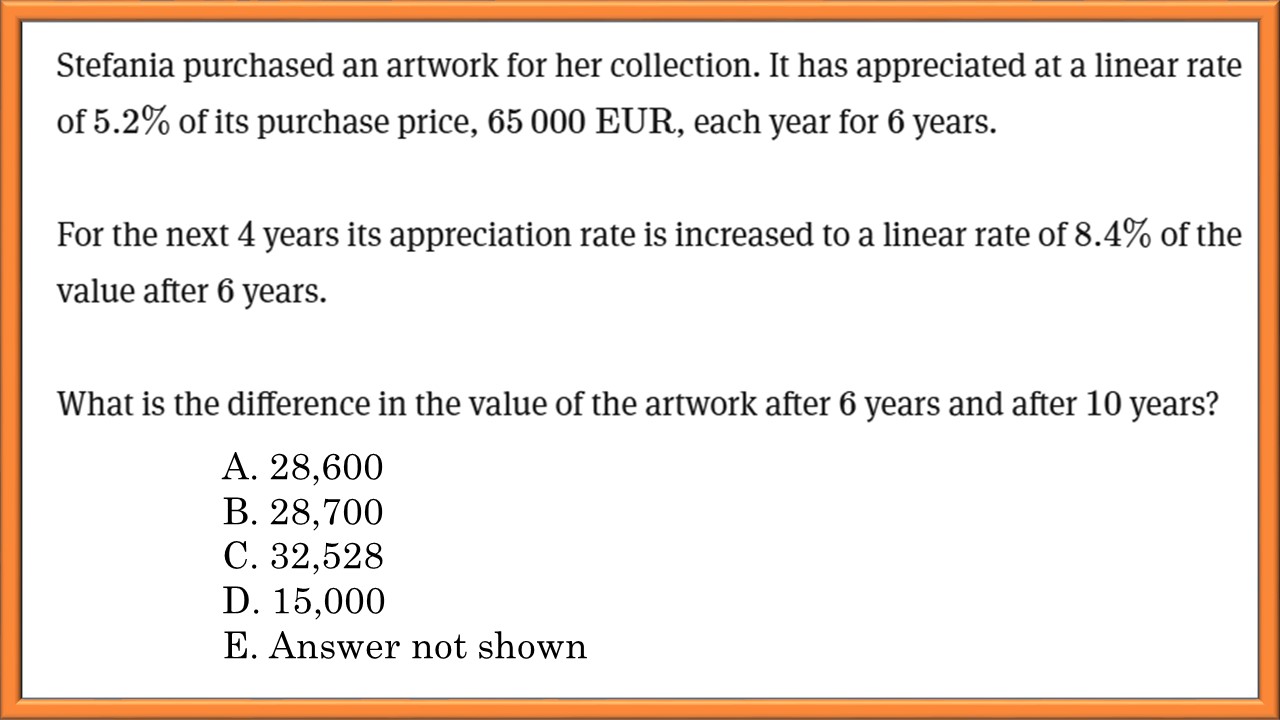 Stefania purchased an artwork for her collection. It has appreciated at a linear rate
of 5.2% of its purchase price, 65 000 EUR, each year for 6 years.
For the next 4 years its appreciation rate is increased to a linear rate of 8.4% of the
value after 6 years.
What is the difference in the value of the artwork after 6 years and after 10 years?
A. 28,600
B. 28,700
C. 32,528
D. 15,000
E. Answer not shown